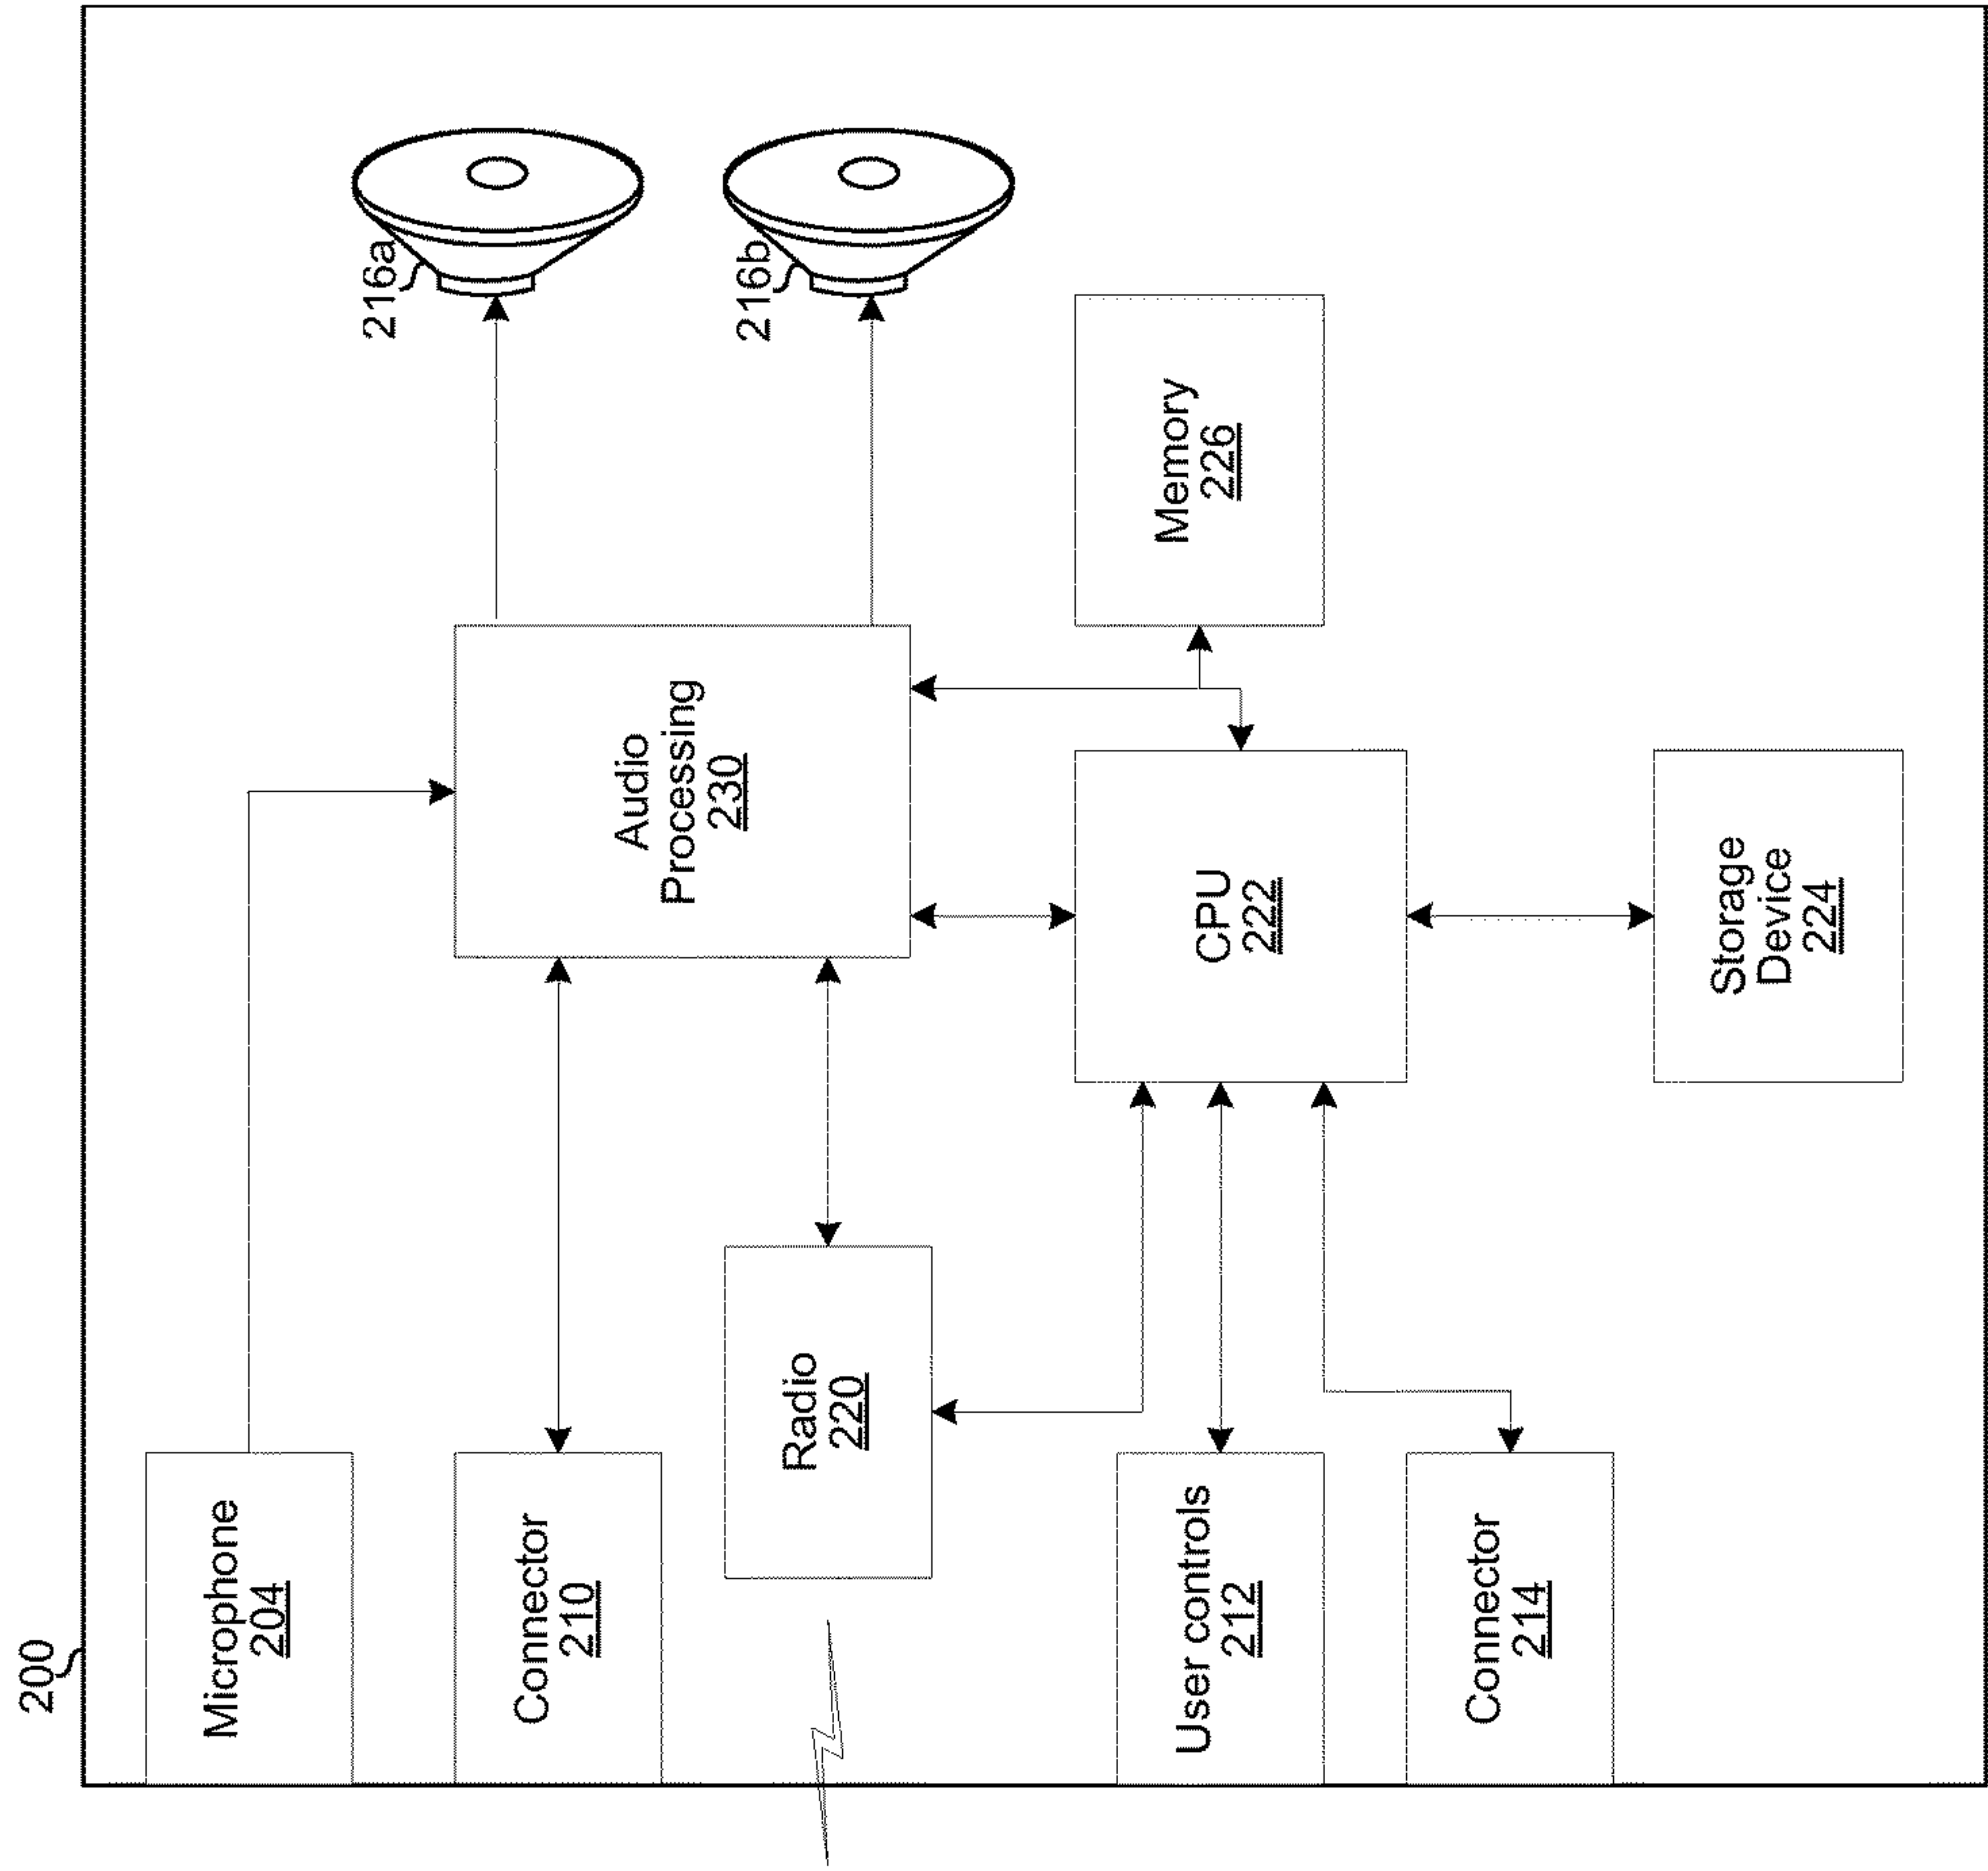 200
Microphone
204
Connector
210
Radio
220
User controls
212
Connector
214
Audio
Processing
230
CPU
222
Storage
Device
224
216a
216b
Memory
226